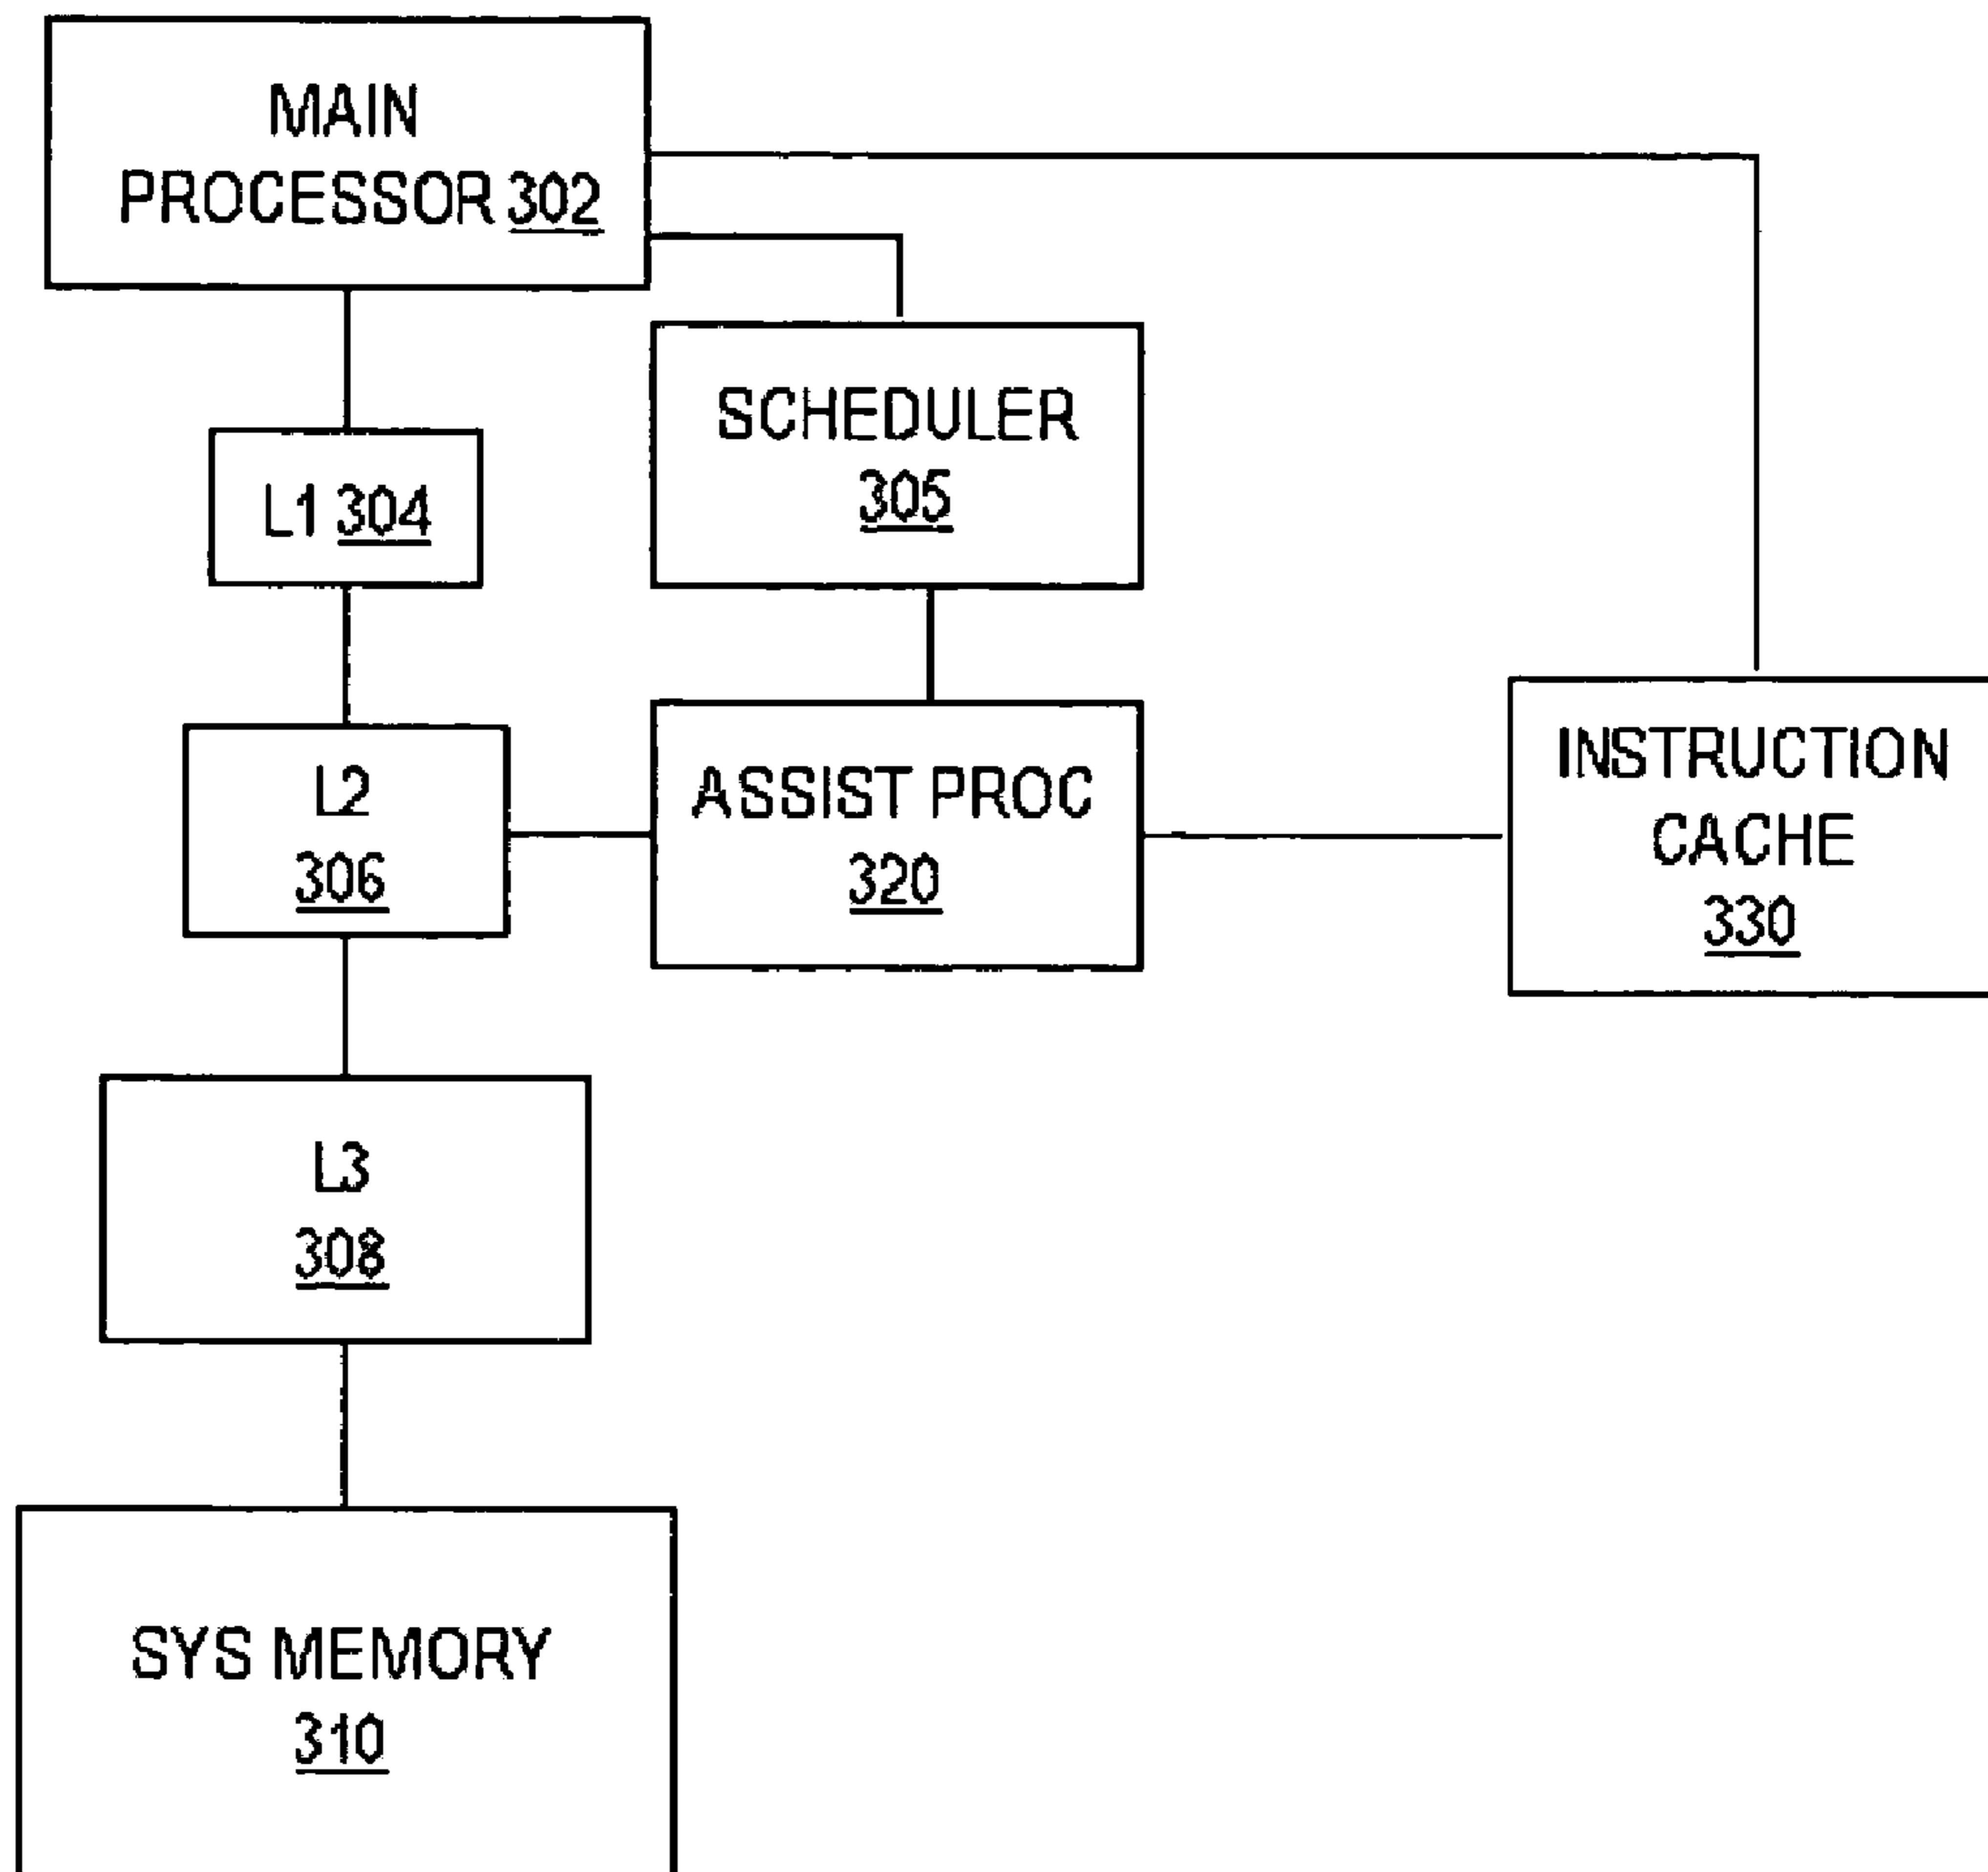 MAIN
PROCESSOR 302
SCHEDULER
305
L1 304
L2
306
ASSIST PROC
320
INSTRUCTION
CACHE
330
L3
308
SYS MEMORY
310